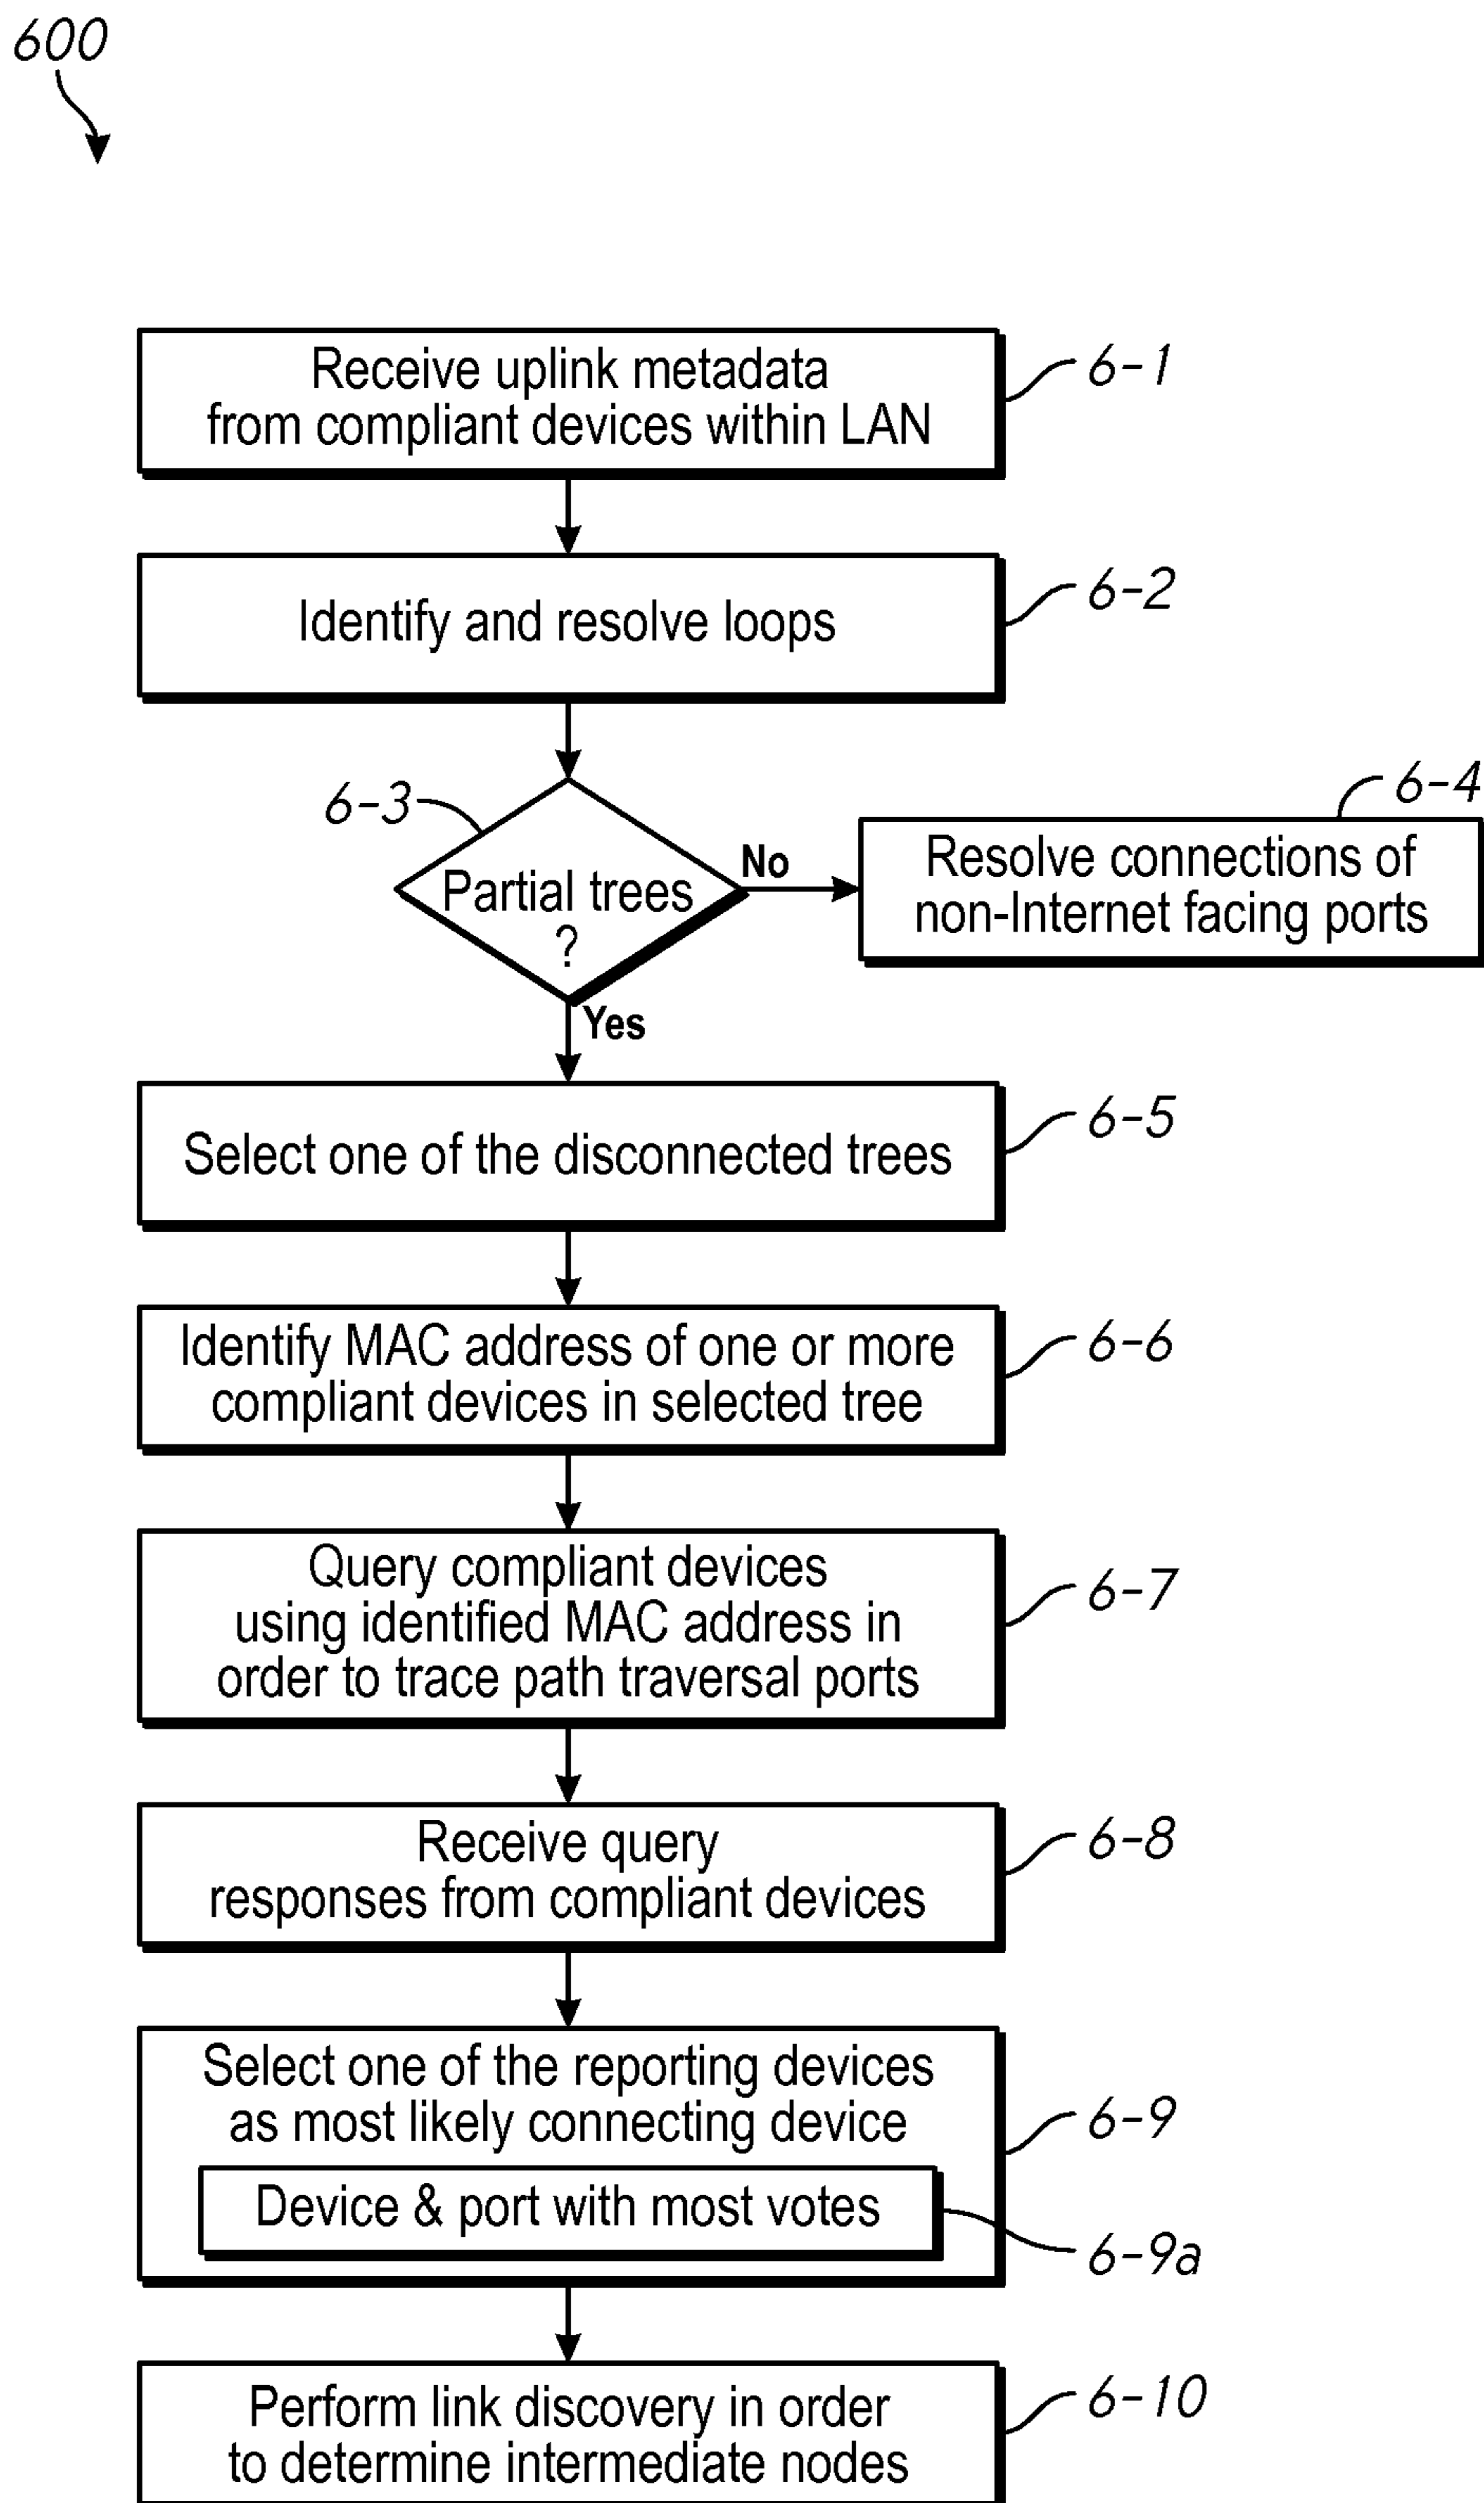 600
Receive uplink metadata
from compliant devices within LAN
6-1
Identify and resolve loops
6-2
6-3
Partial trees
?
No
6-4
Resolve connections of
non-Internet facing ports
Yes
Select one of the disconnected trees
6-5
Identify MAC address of one or more
compliant devices in selected tree
6-6
Query compliant devices
using identified MAC address in
order to trace path traversal ports
6-7
Receive query
responses from compliant devices
6-8
Select one of the reporting devices
as most likely connecting device
6-9
Device & port with most votes
6-9a
Perform link discovery in order
to determine intermediate nodes
6-10